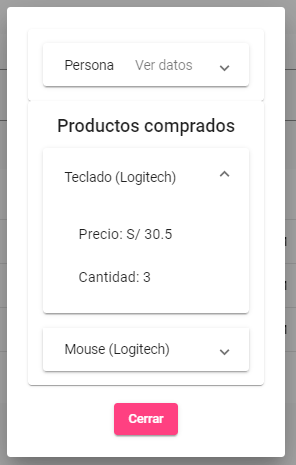 Persona Ver datos
Productos comprados
Teclado (Logitech)
Precio: S/ 30.5
Cantidad: 3
Mouse (Logitech)
Cerrar